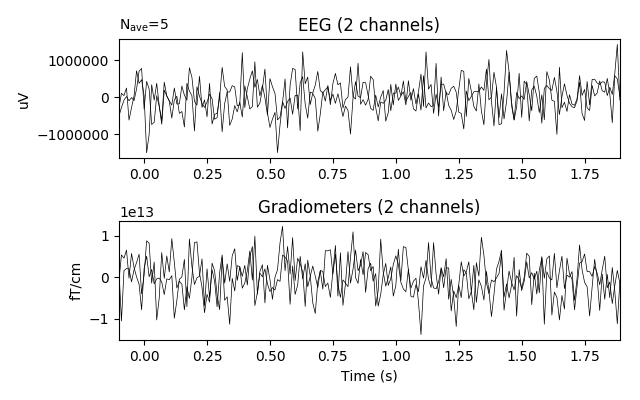 N_ave=5
EEG (2 channels)
1000000
0
−1000000
uV
0.00 0.25 0.50 0.75 1.00 1.25 1.50 1.75
Gradiometers (2 channels)
1e13
1
0
−1
fT/cm
0.00 0.25 0.50 0.75 1.00 1.25 1.50 1.75
Time (s)